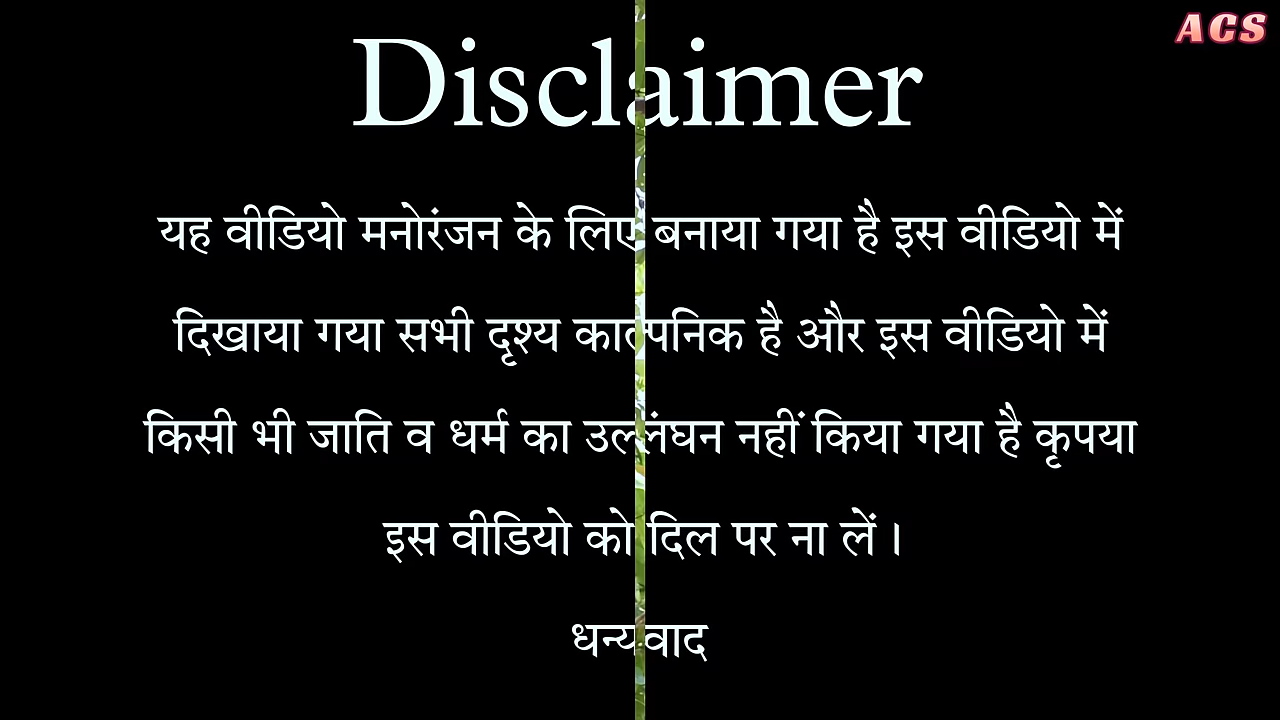 ACS
Disclaimer
यह वीडियो मनोरंजन के लिए बनाया गया है इस वीडियो में
दिखाया गया सभी दृश्य काल्पनिक है और इस वीडियो में
किसी भी जाति व धर्म का उल्लंघन नहीं किया गया है कृपया
इस वीडियो को दिल पर ना लें ।
धन्यवाद